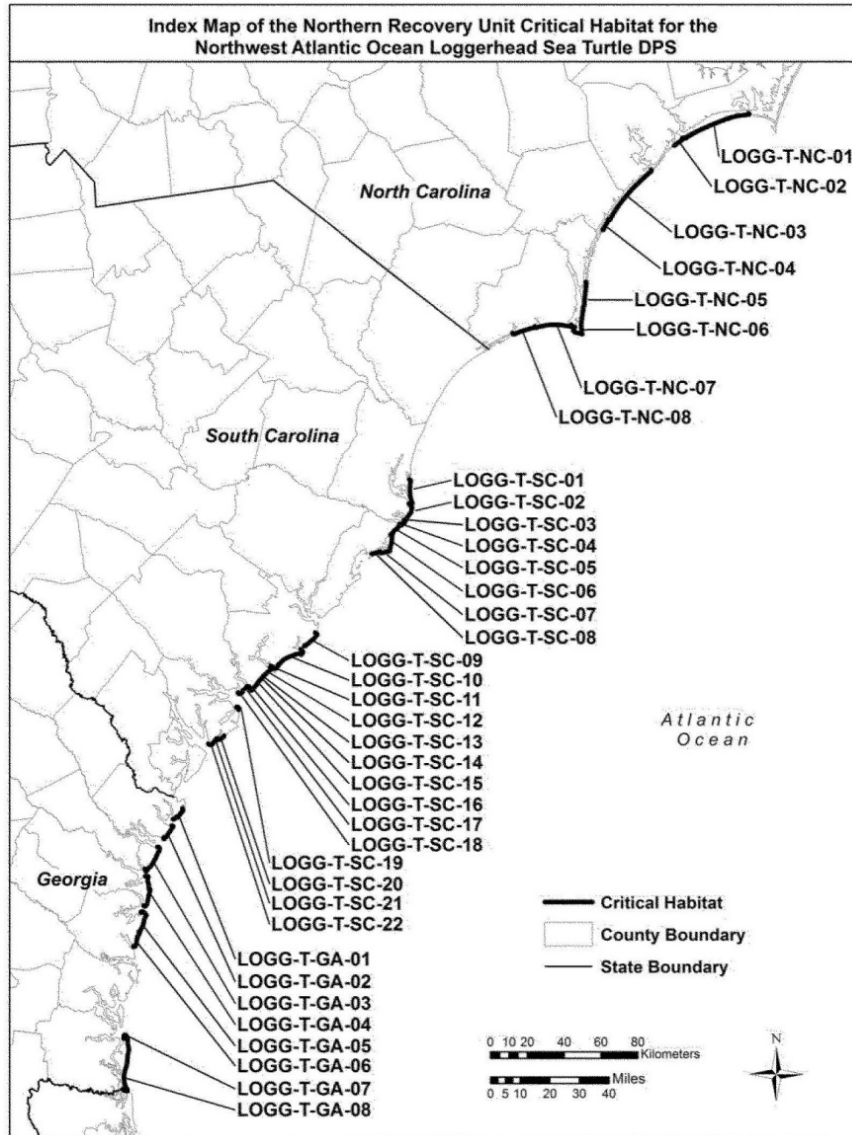 Index Map of the Northern Recovery Unit Critical Habitat for the
Northwest Atlantic Ocean Loggerhead Sea Turtle DPS
LOGG-T-NC-01
LOGG-T-NC-02
North Carolina
LOGG-T-NC-03
LOGG-T-NC-04
LOGG-T-NC-05
LOGG-T-NC-06
LOGG-T-NC-07
LOGG-T-NC-08
South Carolina
LOGG-T-SC-01
LOGG-T-SC-02
LOGG-T-SC-03
LOGG-T-SC-04
LOGG-T-SC-05
LOGG-T-SC-06
LOGG-T-SC-07
LOGG-T-SC-08
LOGG-T-SC-09
LOGG-T-SC-10
LOGG-T-SC-11
LOGG-T-SC-12
LOGG-T-SC-13
LOGG-T-SC-14
LOGG-T-SC-15
LOGG-T-SC-16
LOGG-T-SC-17
LOGG-T-SC-18
Atlantic
Ocean
LOGG-T-SC-19
LOGG-T-SC-20
LOGG-T-SC-21
LOGG-T-SC-22
Georgia
LOGG-T-GA-01
LOGG-T-GA-02
LOGG-T-GA-03
LOGG-T-GA-04
LOGG-T-GA-05
LOGG-T-GA-06
LOGG-T-GA-07
LOGG-T-GA-08
Critical Habitat
County Boundary
State Boundary
0 5 10 20 40 60 80
Kilometers
Miles
0 5 10 20 30 40
N